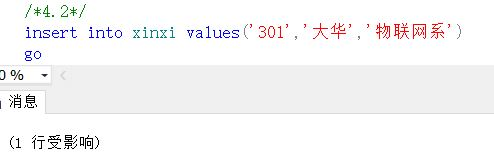 /*4.2*/
insert into xinxi values('301','大华','物联网系')
go
0 %
消息
(1 行受影响)